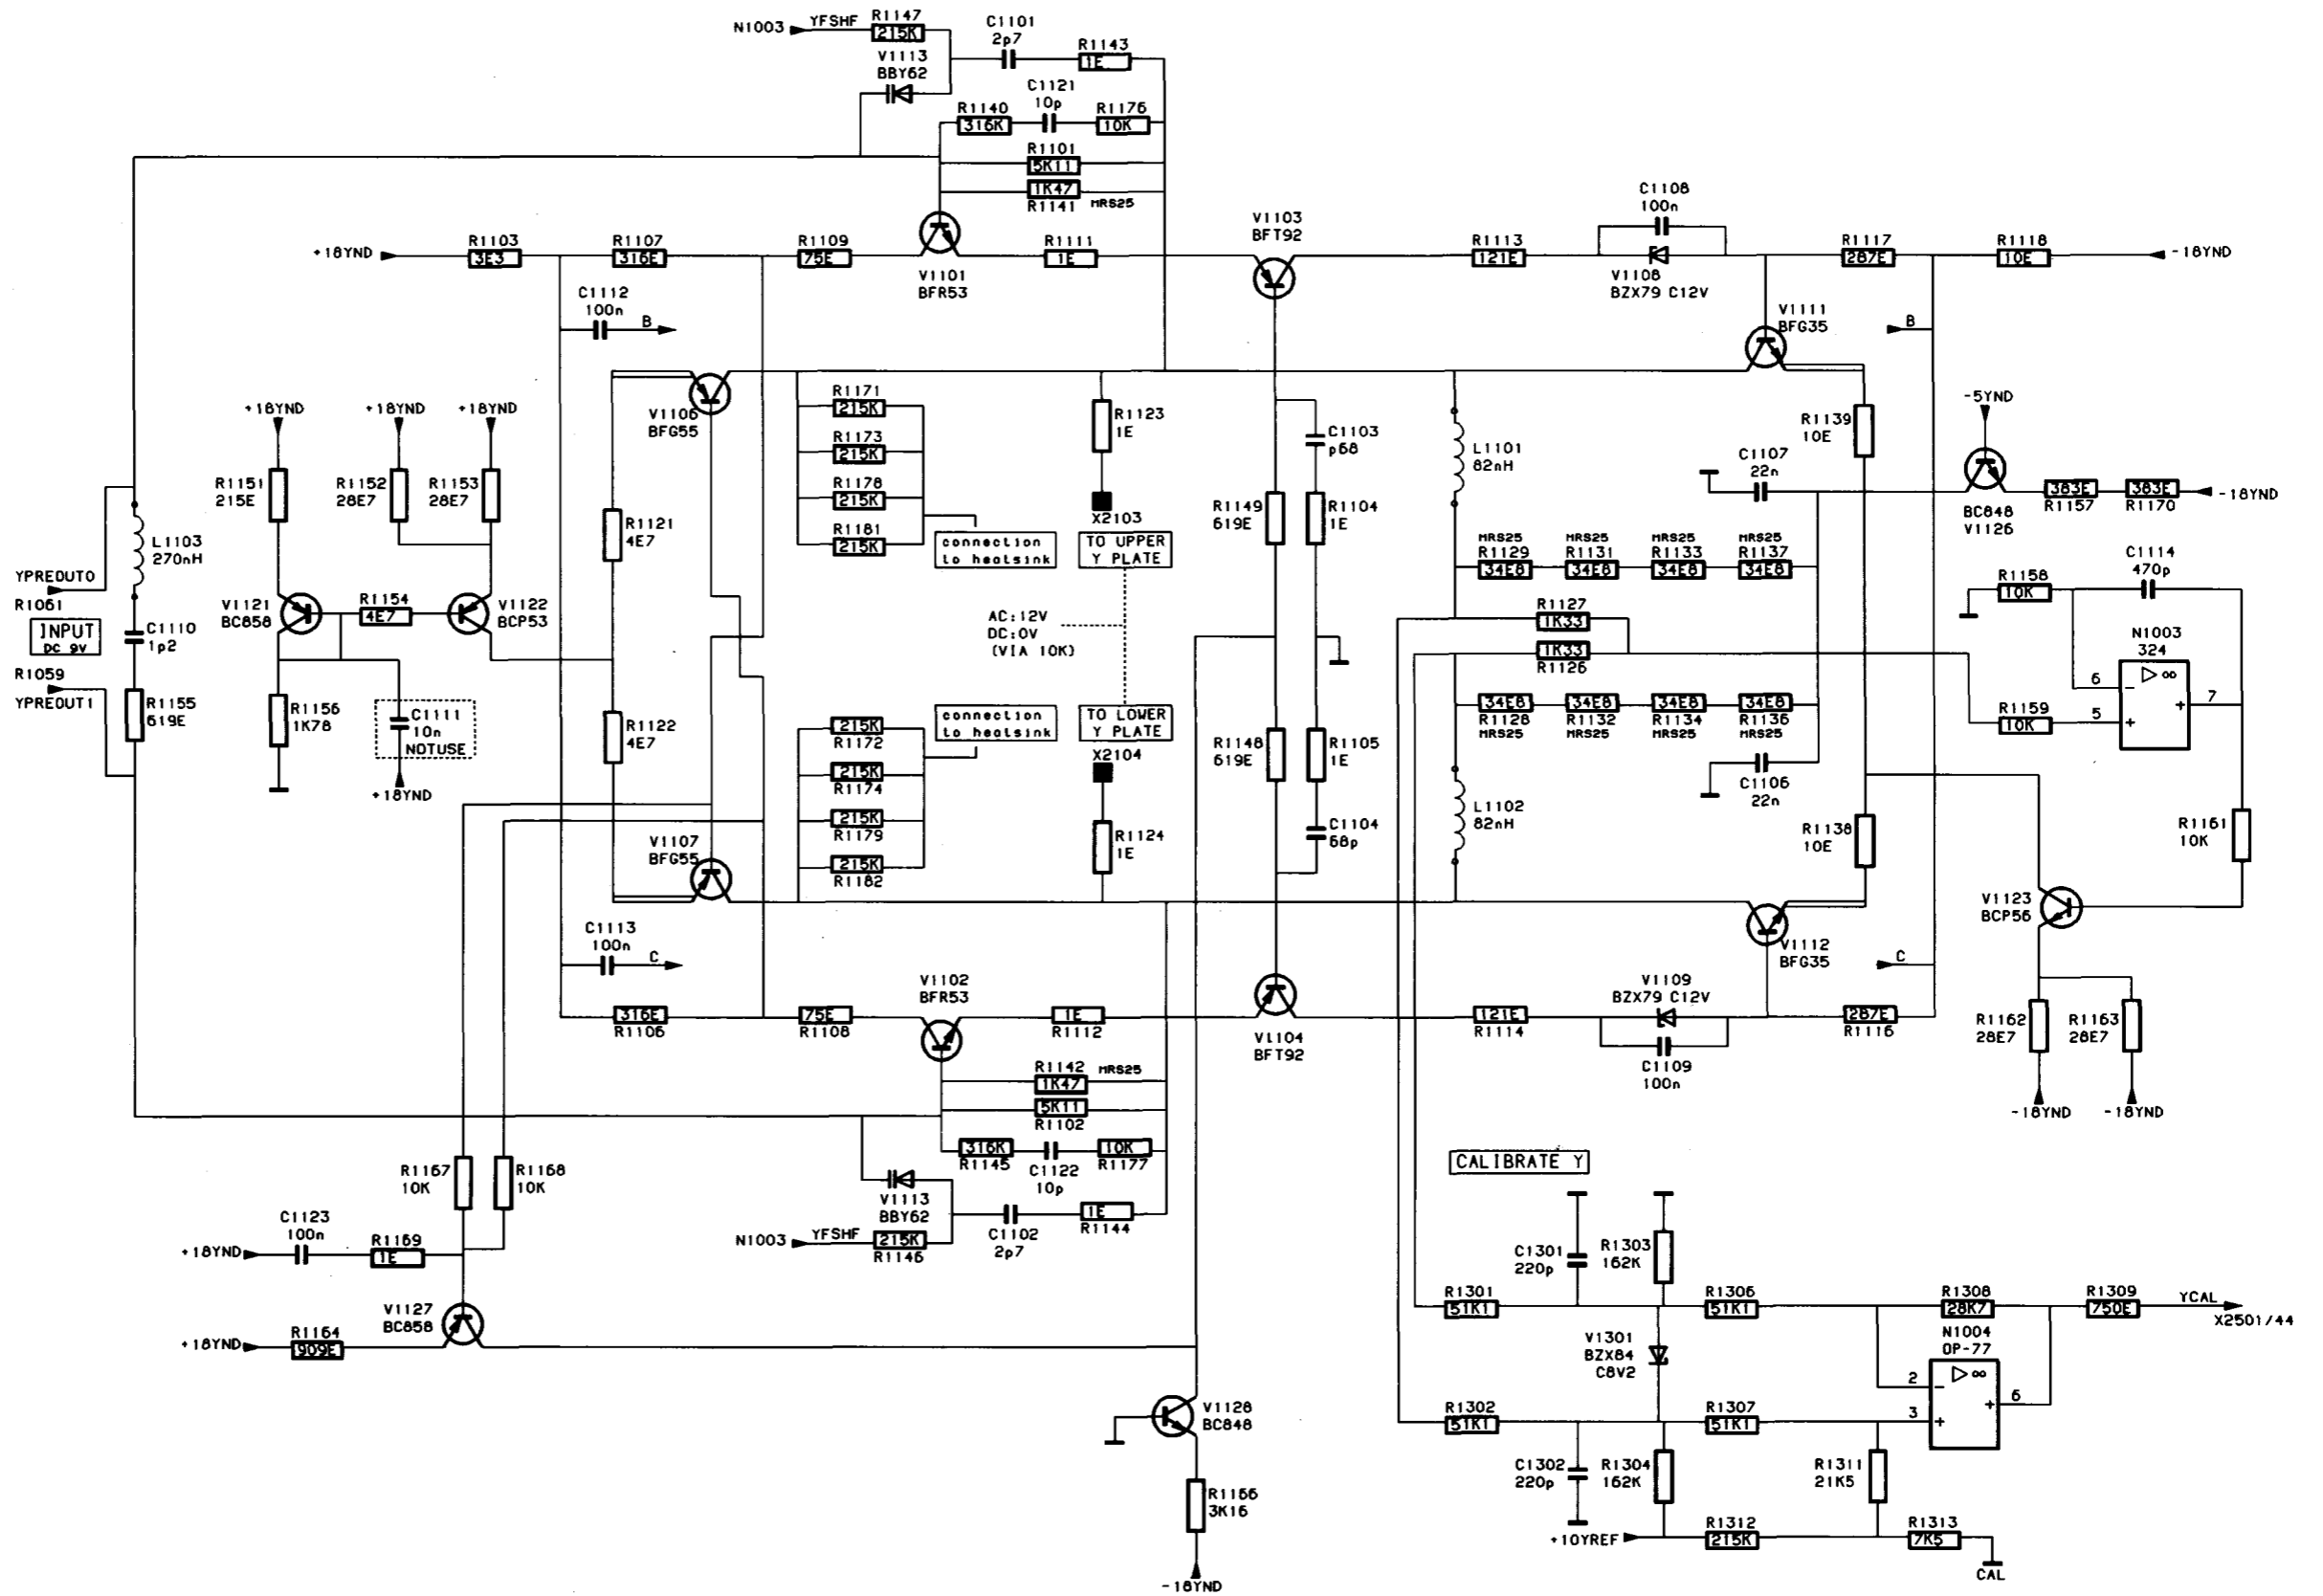 N1003 YFSHF
R1147
215K
C1101
2p7
R1143
1E
V1113
BBY62
C1121
10p
R1140
316K
R1176
10K
R1101
5K11
1K47
R1141 MRS25
+18YND
R1103
3E3
R1107
316E
R1109
75E
V1101
BFR53
R1111
1E
V1103
BFT92
R1113
121E
C1108
100n
V1108
BZX79 C12V
R1117
287E
R1118
10E
-18YND
C1112
100n
B
V1111
BFG35
B
+18YND
+18YND
+18YND
V1106
BFG55
R1171
215K
R1173
215K
R1178
215K
R1181
215K
R1123
1E
X2103
C1103
p68
L1101
82nH
R1139
10E
-5YND
C1107
22n
BC848
V1126
383E
R1157
383E
R1170
-18YND
R1151
215E
R1152
28E7
R1153
28E7
R1121
4E7
connection
to heatsink
TO UPPER
Y PLATE
R1149
619E
R1104
1E
MRS25
R1129
34E8
MRS25
R1131
34E8
MRS25
R1133
34E8
MRS25
R1137
34E8
L1103
270nH
YPREOUT0
R1061
INPUT
DC 9V
R1059
YPREOUT1
C1110
1p2
R1155
619E
V1121
BC858
R1154
4E7
V1122
BCP53
AC:12V
DC:0V
(VIA 10K)
R1127
1K33
1K33
R1126
R1158
10K
C1114
470p
N1003
324
▷∞
6
-
5
+
+
7
R1159
10K
R1156
1K78
C1111
10n
NOTUSE
+18YND
R1122
4E7
215K
R1172
215K
R1174
215K
R1179
215K
R1182
connection
to heatsink
TO LOWER
Y PLATE
X2104
R1124
1E
R1148
619E
R1105
1E
C1104
68p
34E8
R1128
MRS25
34E8
R1132
MRS25
34E8
R1134
MRS25
34E8
R1136
MRS25
C1106
22n
L1102
82nH
R1138
10E
R1161
10K
V1107
BFG55
V1123
BCP56
C1113
100n
C
V1102
BFR53
V1112
BFG35
C
316E
R1106
75E
R1108
1E
R1112
V1104
BFT92
121E
R1114
V1109
BZX79 C12V
C1109
100n
287E
R1116
R1162
28E7
R1163
28E7
-18YND
-18YND
R1142 MRS25
1K47
5K11
R1102
316K
R1145
C1122
10p
10K
R1177
V1113
BBY62
N1003 YFSHF
215K
R1146
C1102
2p7
1E
R1144
R1167
10K
R1168
10K
C1123
100n
+18YND
R1169
1E
V1127
BC858
+18YND
R1164
909E
CALIBRATE Y
C1301
220p
R1303
162K
R1301
51K1
R1306
51K1
R1308
28K7
R1309
750E
YCAL
X2501/44
V1301
BZX84
C8V2
N1004
OP-77
▷∞
2
-
3
+
+
6
R1302
51K1
R1307
51K1
C1302
220p
R1304
162K
R1311
21K5
+10YREF
R1312
215K
R1313
7K5
CAL
V1128
BC848
R1166
3K16
-18YND